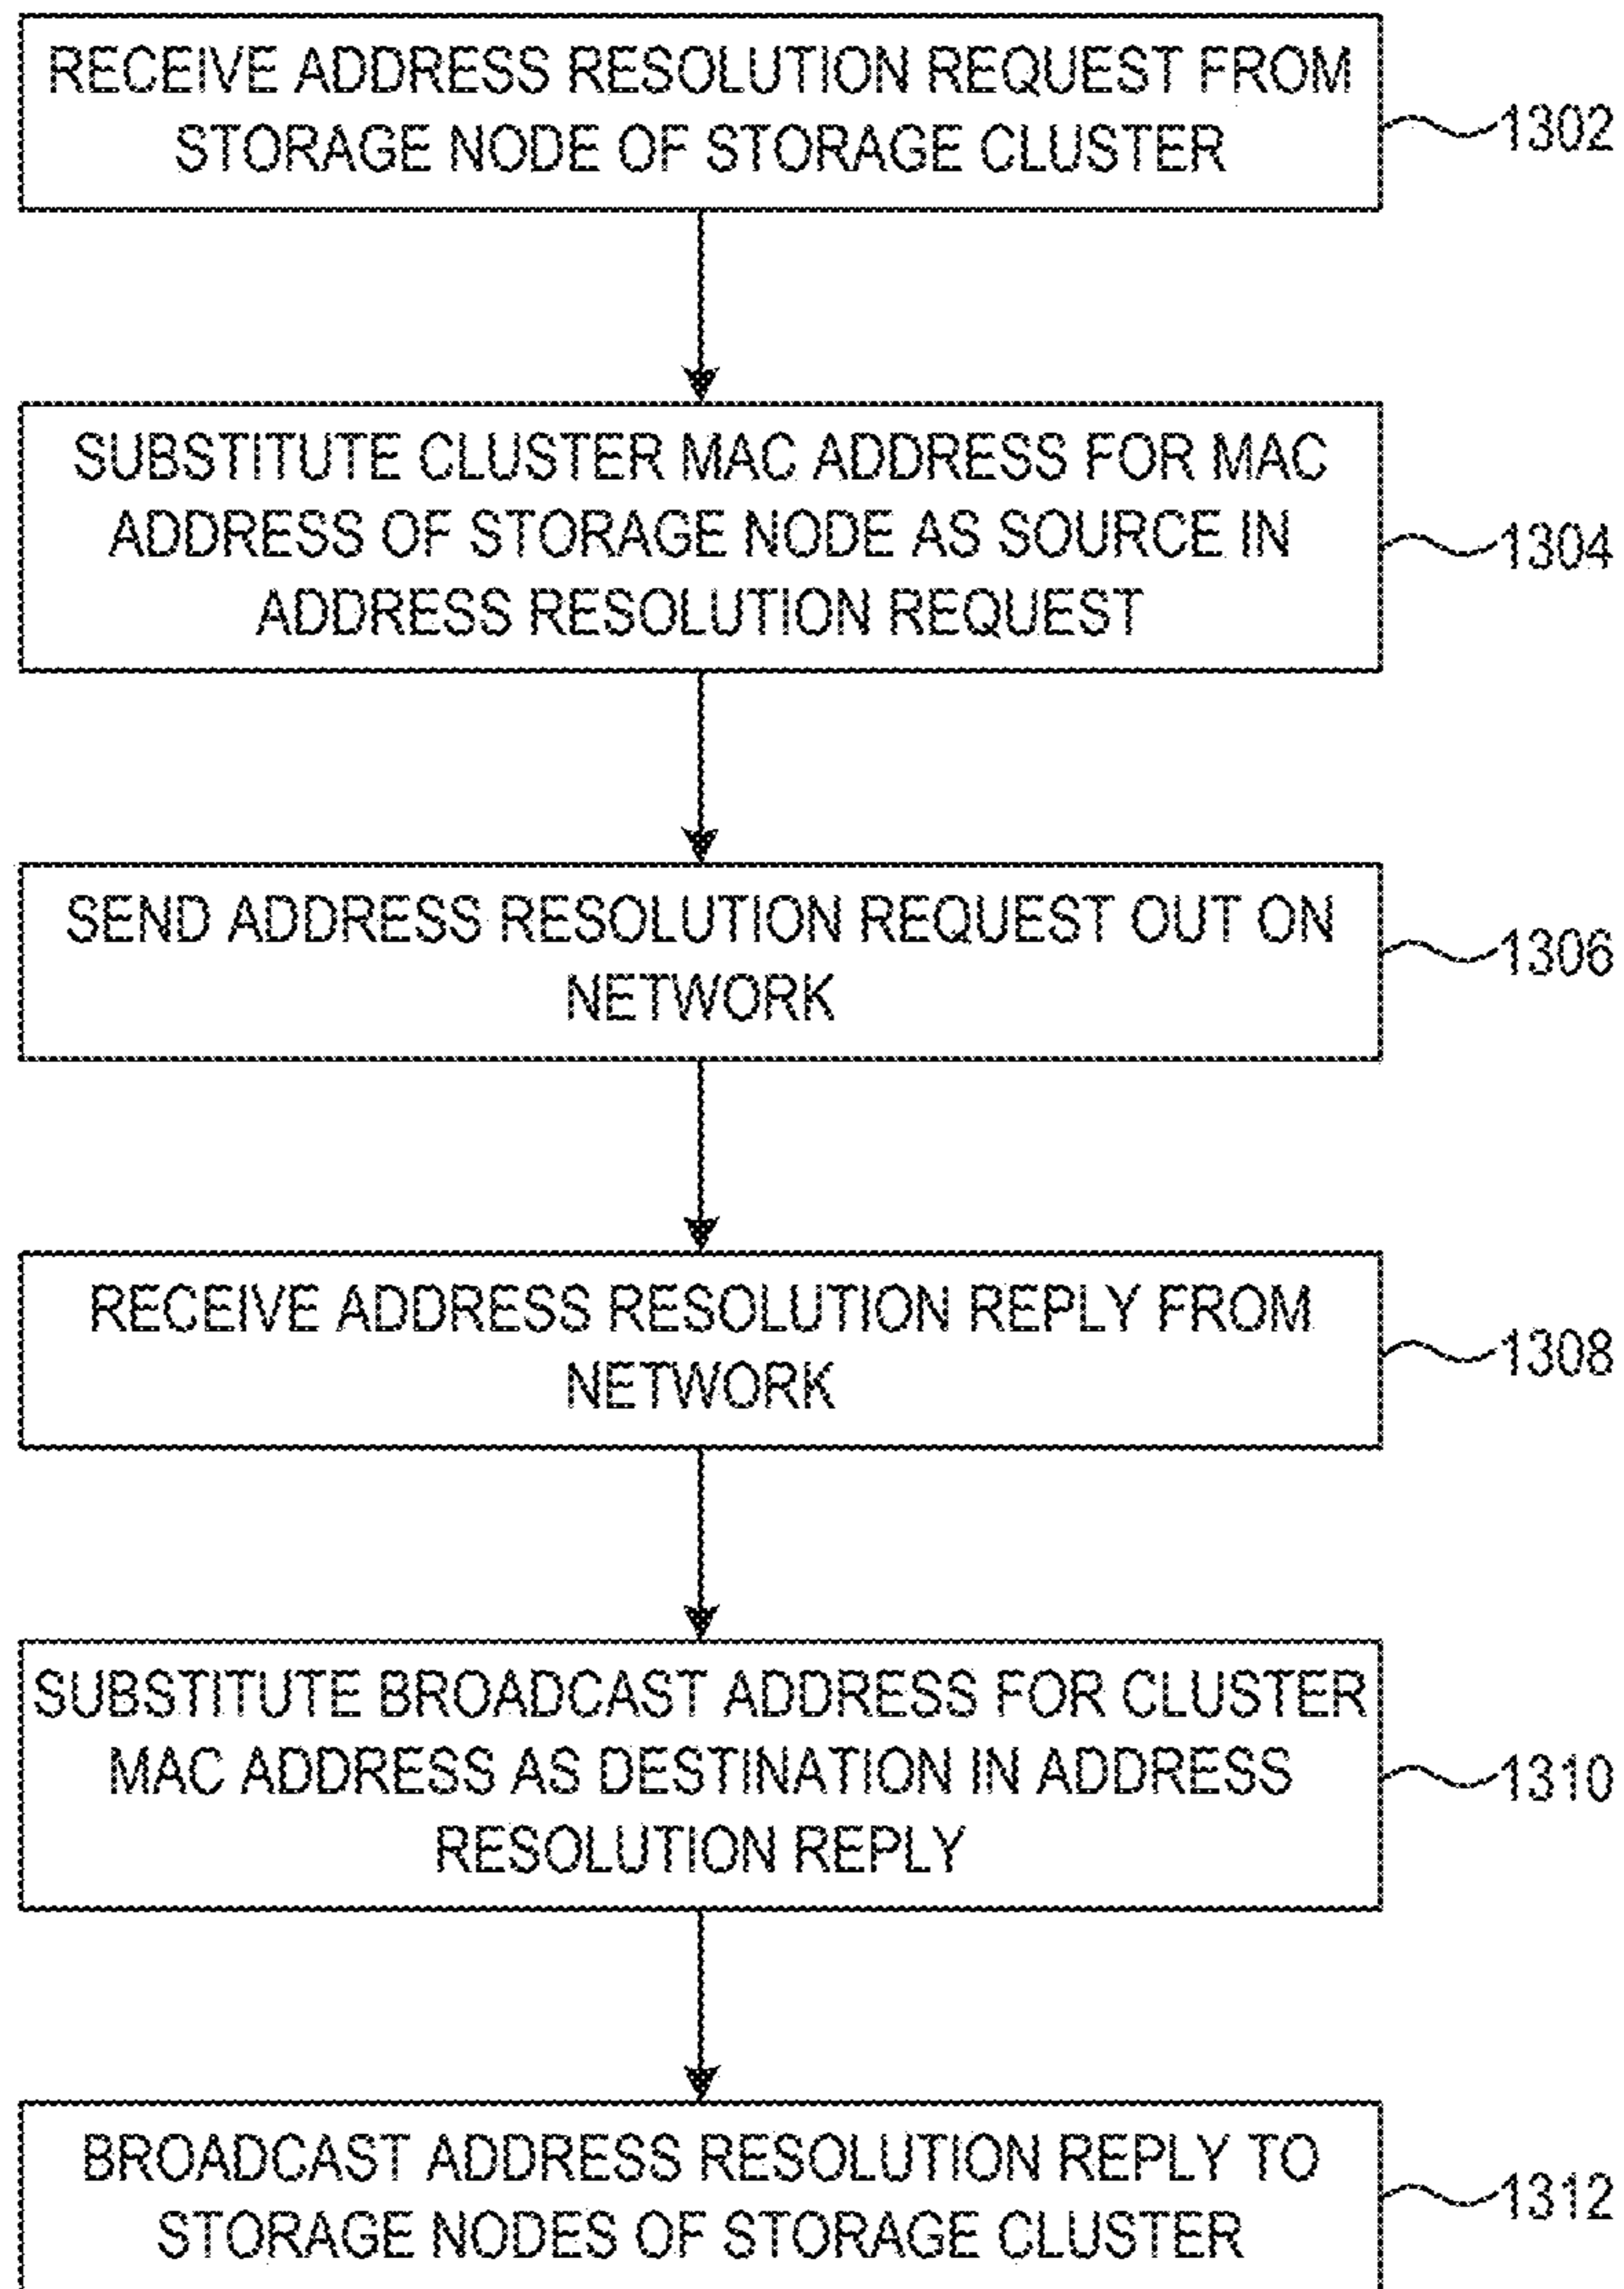 RECEIVE ADDRESS RESOLUTION REQUEST FROM
STORAGE NODE OF STORAGE CLUSTER
1302
SUBSTITUTE CLUSTER MAC ADDRESS FOR MAC
ADDRESS OF STORAGE NODE AS SOURCE IN
ADDRESS RESOLUTION REQUEST
1304
SEND ADDRESS RESOLUTION REQUEST OUT ON
NETWORK
1306
RECEIVE ADDRESS RESOLUTION REPLY FROM
NETWORK
1308
SUBSTITUTE BROADCAST ADDRESS FOR CLUSTER
MAC ADDRESS AS DESTINATION IN ADDRESS
RESOLUTION REPLY
1310
BROADCAST ADDRESS RESOLUTION REPLY TO
STORAGE NODES OF STORAGE CLUSTER
1312